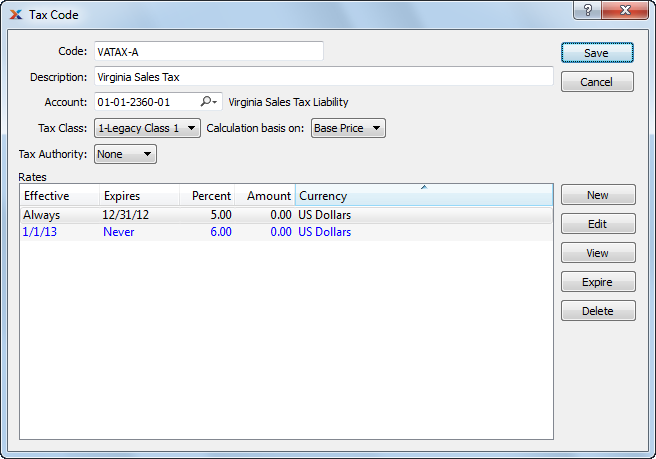 Tax Code
Code: VATAX-A
Save
Description: Virginia Sales Tax
Cancel
Account: 01-01-2360-01 Virginia Sales Tax Liability
Tax Class: 1-Legacy Class 1 Calculation basis on: Base Price
Tax Authority: None
Rates
Effective Expires Percent Amount Currency
Always 12/31/12 5.00 0.00 US Dollars
1/1/13 Never 6.00 0.00 US Dollars
New
Edit
View
Expire
Delete